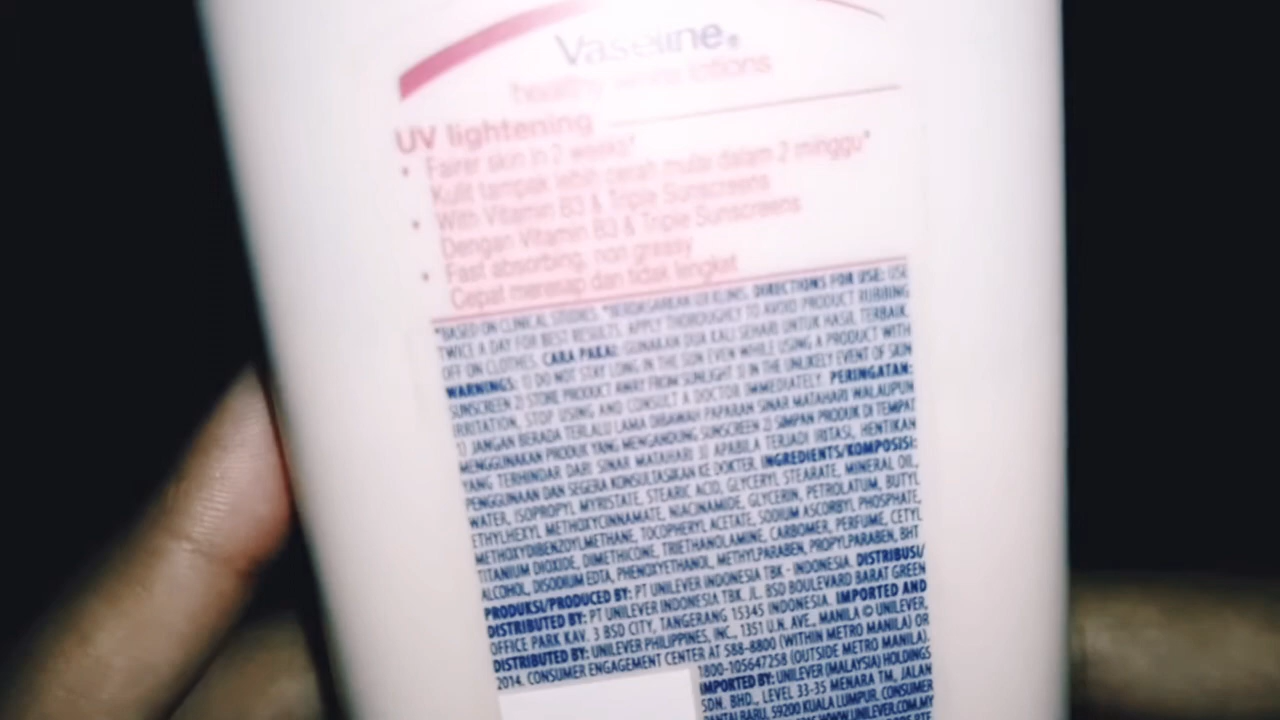 Vaseline®
healthy white lotions
UV lightening
• Fairer skin in 2 weeks*
Kulit tampak lebih cerah mulai dalam 2 minggu*
• With Vitamin B3 & Triple Sunscreens
Dengan Vitamin B3 & Triple Sunscreens
• Fast absorbing, non greasy
Cepat meresap dan tidak lengket
*BASED ON CLINICAL STUDIES. *BERDASARKAN UJI KLINIS. DIRECTIONS FOR USE: USE
TWICE A DAY FOR BEST RESULTS. APPLY THOROUGHLY TO AVOID PRODUCT RUBBING
OFF ON CLOTHES. CARA PAKAI: GUNAKAN DUA KALI SEHARI UNTUK HASIL TERBAIK.
WARNINGS: 1) DO NOT STAY LONG IN THE SUN EVEN WHILE USING A PRODUCT WITH
SUNSCREEN 2) STORE PRODUCT AWAY FROM SUNLIGHT 3) IN THE UNLIKELY EVENT OF SKIN
IRRITATION, STOP USING AND CONSULT A DOCTOR IMMEDIATELY. PERINGATAN:
1) JANGAN BERADA TERLALU LAMA DIBAWAH PAPARAN SINAR MATAHARI WALAUPUN
MENGGUNAKAN PRODUK YANG MENGANDUNG SUNSCREEN 2) SIMPAN PRODUK DI TEMPAT
YANG TERHINDAR DARI SINAR MATAHARI 3) APABILA TERJADI IRITASI, HENTIKAN
PENGGUNAAN DAN SEGERA KONSULTASIKAN KE DOKTER. INGREDIENTS/KOMPOSISI:
WATER, ISOPROPYL MYRISTATE, STEARIC ACID, GLYCERYL STEARATE, MINERAL OIL,
ETHYLHEXYL METHOXYCINNAMATE, NIACINAMIDE, GLYCERIN, PETROLATUM, BUTYL
METHOXYDIBENZOYLMETHANE, TOCOPHERYL ACETATE, SODIUM ASCORBYL PHOSPHATE,
TITANIUM DIOXIDE, DIMETHICONE, TRIETHANOLAMINE, CARBOMER, PERFUME, CETYL
ALCOHOL, DISODIUM EDTA, PHENOXYETHANOL, METHYLPARABEN, PROPYLPARABEN, BHT
PRODUKSI/PRODUCED BY: PT UNILEVER INDONESIA TBK - INDONESIA. DISTRIBUSI/
DISTRIBUTED BY: PT UNILEVER INDONESIA TBK. JL. BSD BOULEVARD BARAT GREEN
OFFICE PARK KAV. 3 BSD CITY, TANGERANG 15345 INDONESIA. IMPORTED AND
DISTRIBUTED BY: UNILEVER PHILIPPINES, INC., 1351 U.N. AVE., MANILA © UNILEVER,
2014. CONSUMER ENGAGEMENT CENTER AT 588-8800 (WITHIN METRO MANILA) OR
1800-105647258 (OUTSIDE METRO MANILA).
IMPORTED BY: UNILEVER (MALAYSIA) HOLDINGS
SDN. BHD., LEVEL 33-35 MENARA TM, JALAN
PANTAI BARU, 59200 KUALA LUMPUR. CONSUMER
WWW.UNILEVER.COM.MY